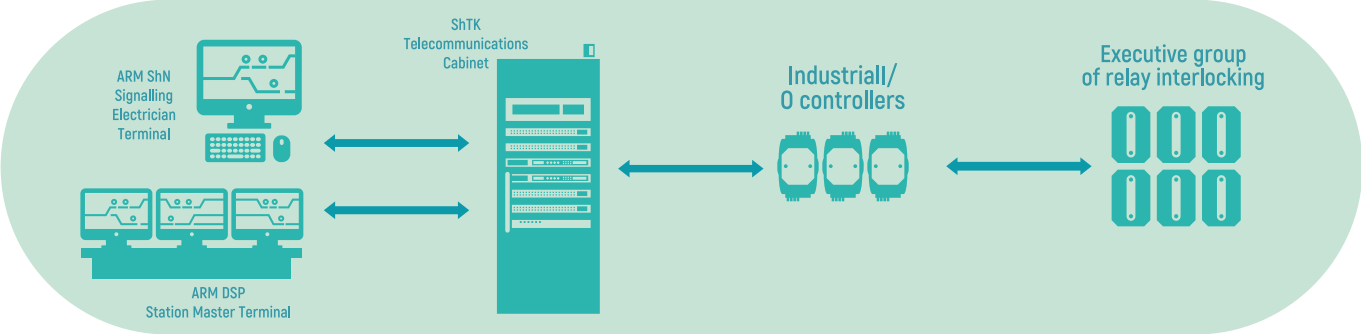 ARM ShN
Signalling
Electrician
Terminal
ARM DSP
Station Master Terminal
ShTK
Telecommunications
Cabinet
Industriall/
O controllers
Executive group
of relay interlocking